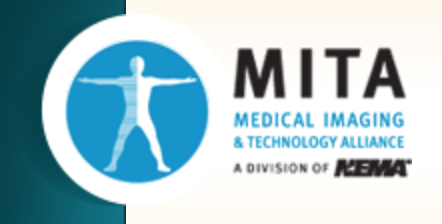 MITA
MEDICAL IMAGING
& TECHNOLOGY ALLIANCE
A DIVISION OF NEMA